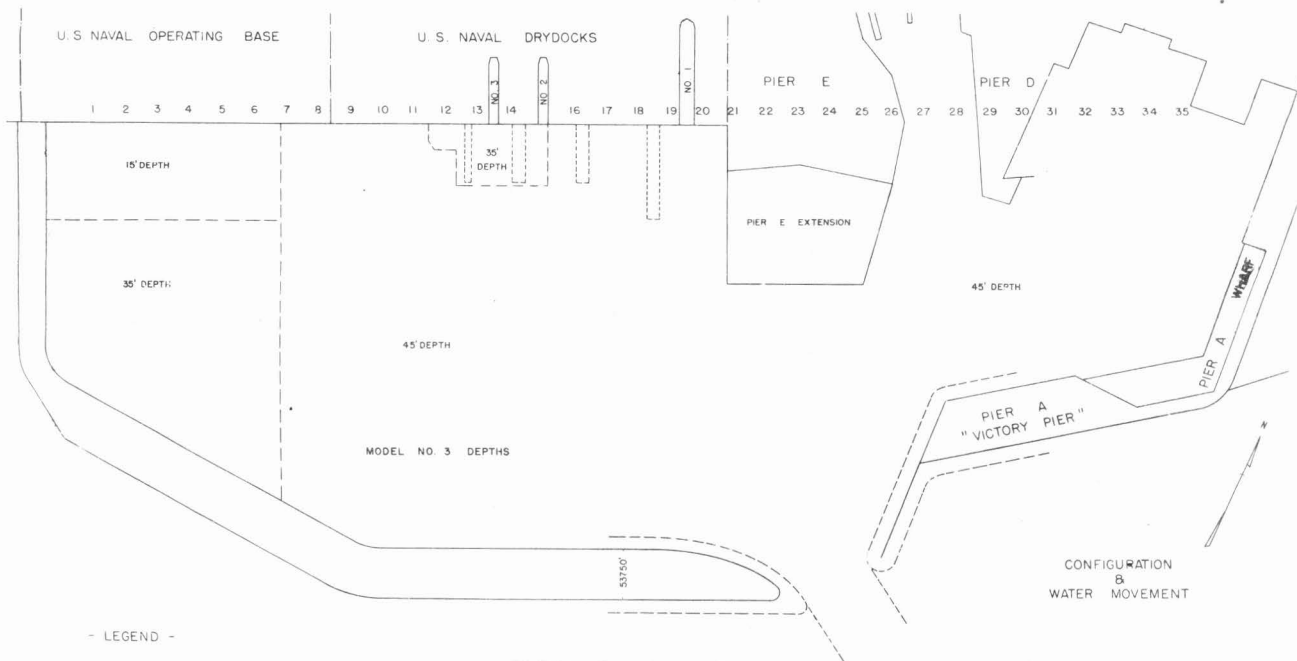 U. S NAVAL OPERATING BASE
U. S. NAVAL DRYDOCKS
NO. 3
NO. 2
NO. 1
PIER E
PIER D
1 2 3 4 5 6 7 8 9 10 11 12 13 14 15 16 17 18 19 20 21 22 23 24 25 26 27 28 29 30 31 32 33 34 35
15' DEPTH
35'
DEPTH
PIER E EXTENSION
WHARF
35' DEPTH
45' DEPTH
45' DEPTH
PIER A
PIER A
"VICTORY PIER"
MODEL NO. 3 DEPTHS
N
53750'
CONFIGURATION
&
WATER MOVEMENT
- LEGEND -